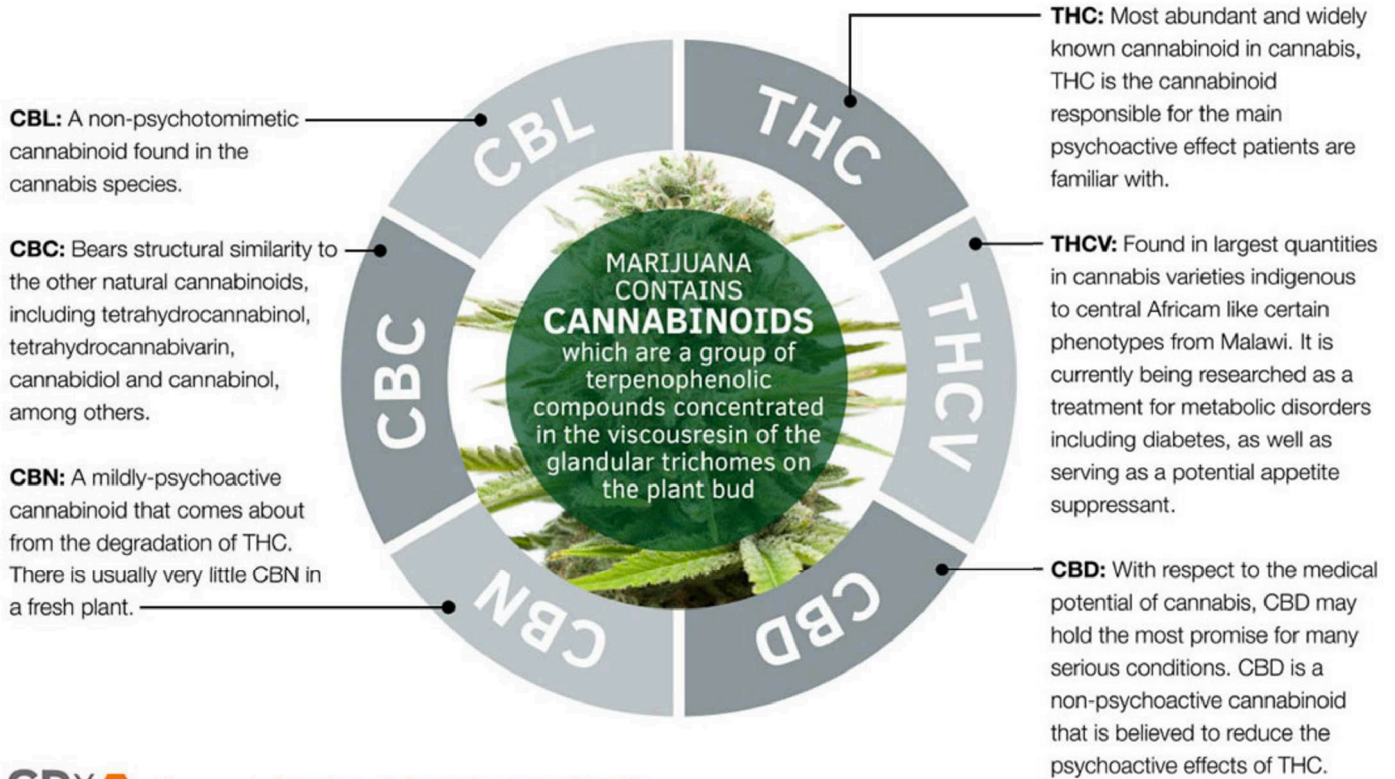 CBL: A non-psychotomimetic
cannabinoid found in the
cannabis species.
CBC: Bears structural similarity to
the other natural cannabinoids,
including tetrahydrocannabinol,
tetrahydrocannabivarin,
cannabidiol and cannabinol,
among others.
CBN: A mildly-psychoactive
cannabinoid that comes about
from the degradation of THC.
There is usually very little CBN in
a fresh plant.
CBL
THC
CBC
THCV
CBN
CBD
MARIJUANA
CONTAINS
CANNABINOIDS
which are a group of
terpenophenolic
compounds concentrated
in the viscousresin of the
glandular trichomes on
the plant bud
THC: Most abundant and widely
known cannabinoid in cannabis,
THC is the cannabinoid
responsible for the main
psychoactive effect patients are
familiar with.
THCV: Found in largest quantities
in cannabis varieties indigenous
to central Africam like certain
phenotypes from Malawi. It is
currently being researched as a
treatment for metabolic disorders
including diabetes, as well as
serving as a potential appetite
suppressant.
CBD: With respect to the medical
potential of cannabis, CBD may
hold the most promise for many
serious conditions. CBD is a
non-psychoactive cannabinoid
that is believed to reduce the
psychoactive effects of THC.